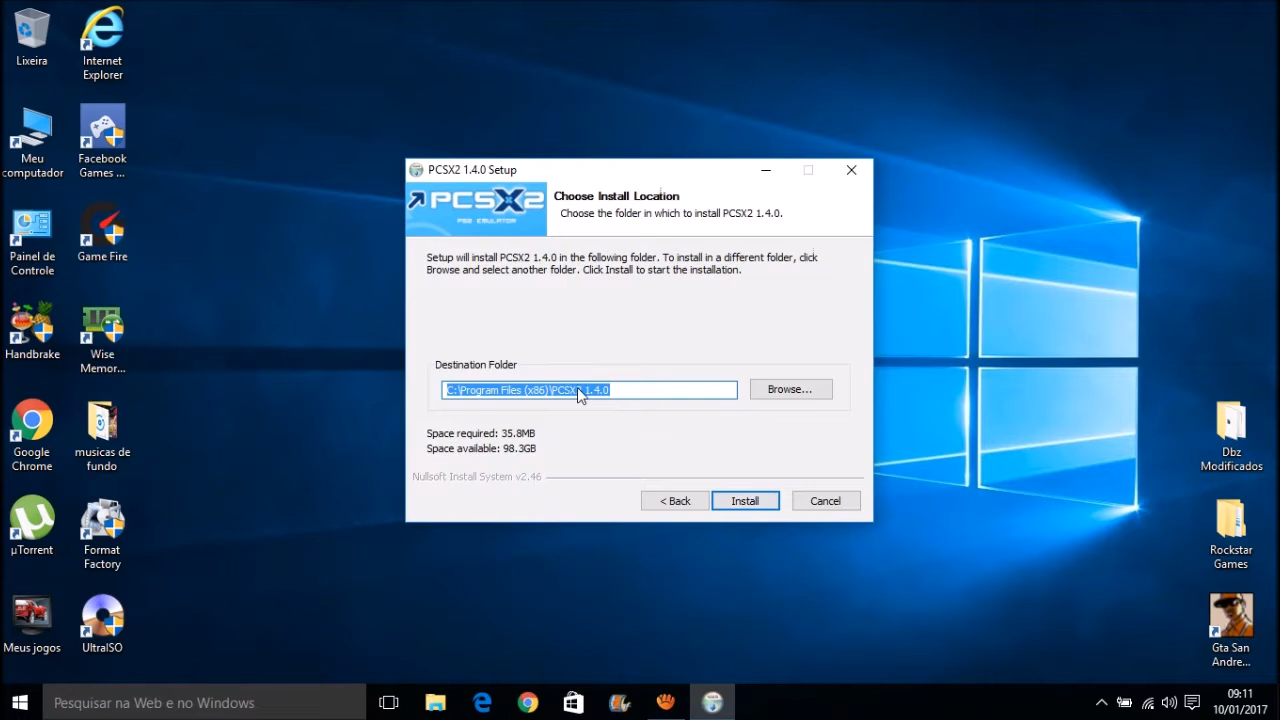 Lixeira
Internet
Explorer
Meu
computador
Facebook
Games ...
Painel de
Controle
Game Fire
Handbrake
Wise
Memor...
Google
Chrome
musicas de
fundo
µTorrent
Format
Factory
Meus jogos
UltraISO
PCSX2 1.4.0 Setup
PCSX2
PS2 EMULATOR
Choose Install Location
Choose the folder in which to install PCSX2 1.4.0.
Setup will install PCSX2 1.4.0 in the following folder. To install in a different folder, click
Browse and select another folder. Click Install to start the installation.
Destination Folder
C:\Program Files (x86)\PCSX2 1.4.0
Browse...
Space required: 35.8MB
Space available: 98.3GB
Nullsoft Install System v2.46
< Back
Install
Cancel
Dbz
Modificados
Rockstar
Games
Gta San
Andre...
Pesquisar na Web e no Windows
09:11
10/01/2017